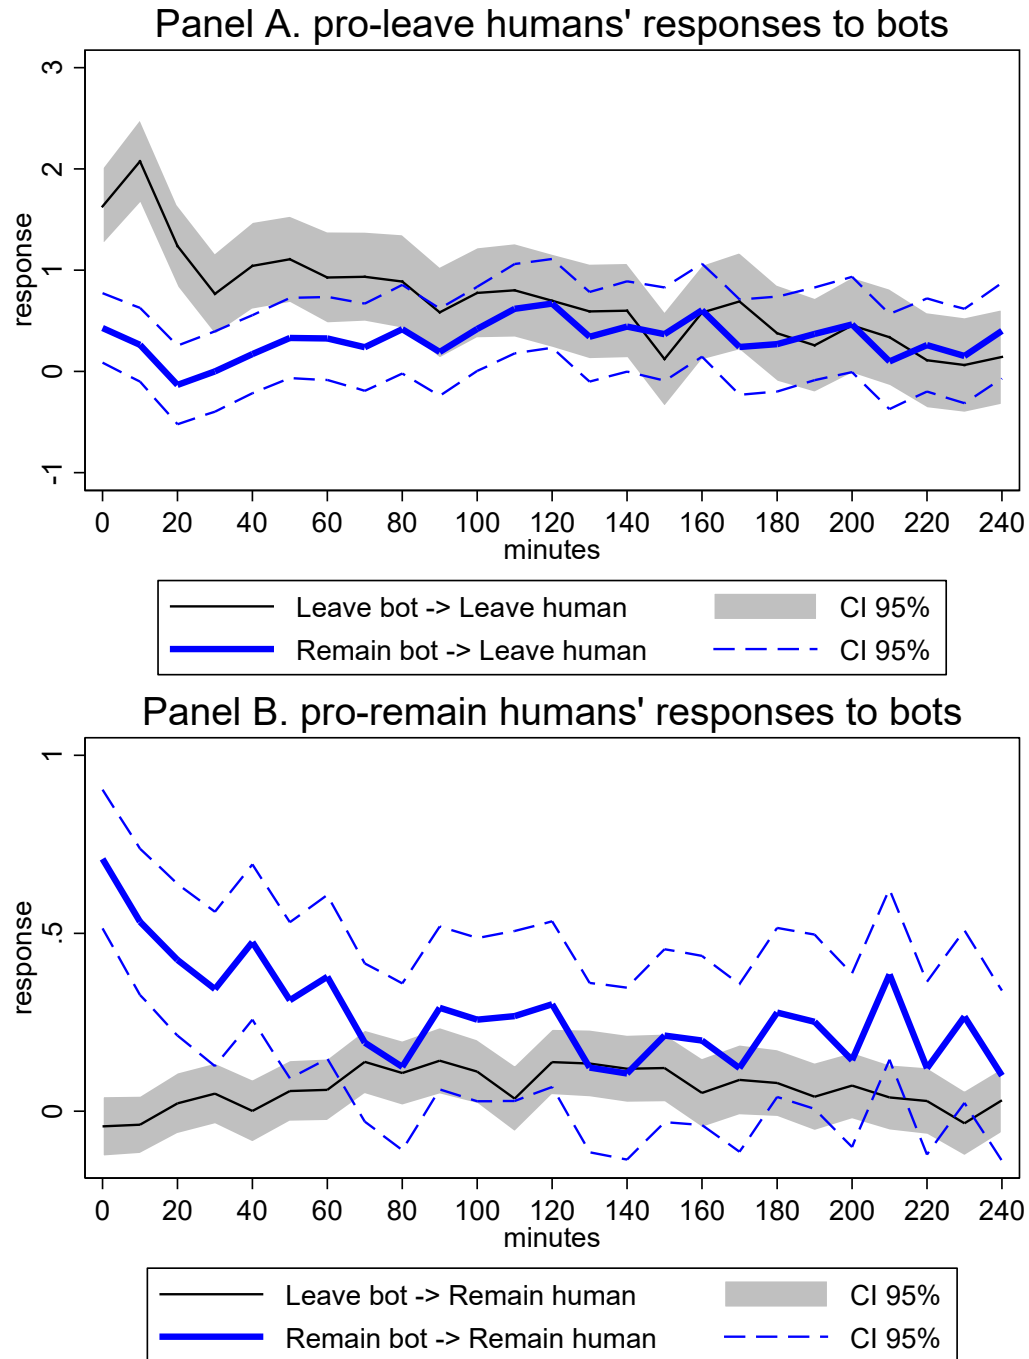 Panel A. pro-leave humans' responses to bots
3
2
1
0
-1
response
0 20 40 60 80 100 120 140 160 180 200 220 240
minutes
Leave bot -> Leave human CI 95%
Remain bot -> Leave human CI 95%
Panel B. pro-remain humans' responses to bots
1
.5
0
response
0 20 40 60 80 100 120 140 160 180 200 220 240
minutes
Leave bot -> Remain human CI 95%
Remain bot -> Remain human CI 95%